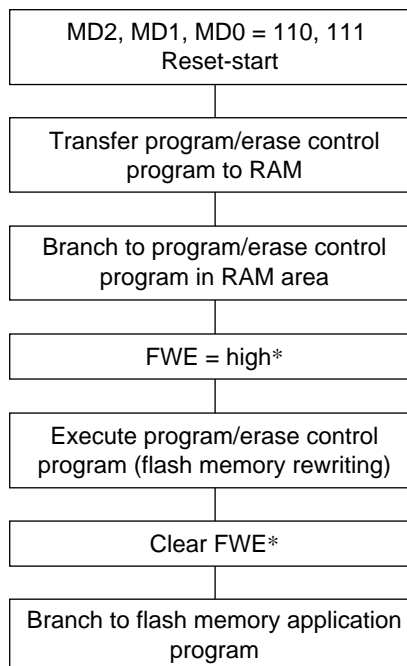 MD2, MD1, MD0 = 110, 111
Reset-start
Transfer program/erase control
program to RAM
Branch to program/erase control
program in RAM area
FWE = high*
Execute program/erase control
program (flash memory rewriting)
Clear FWE*
Branch to flash memory application
program